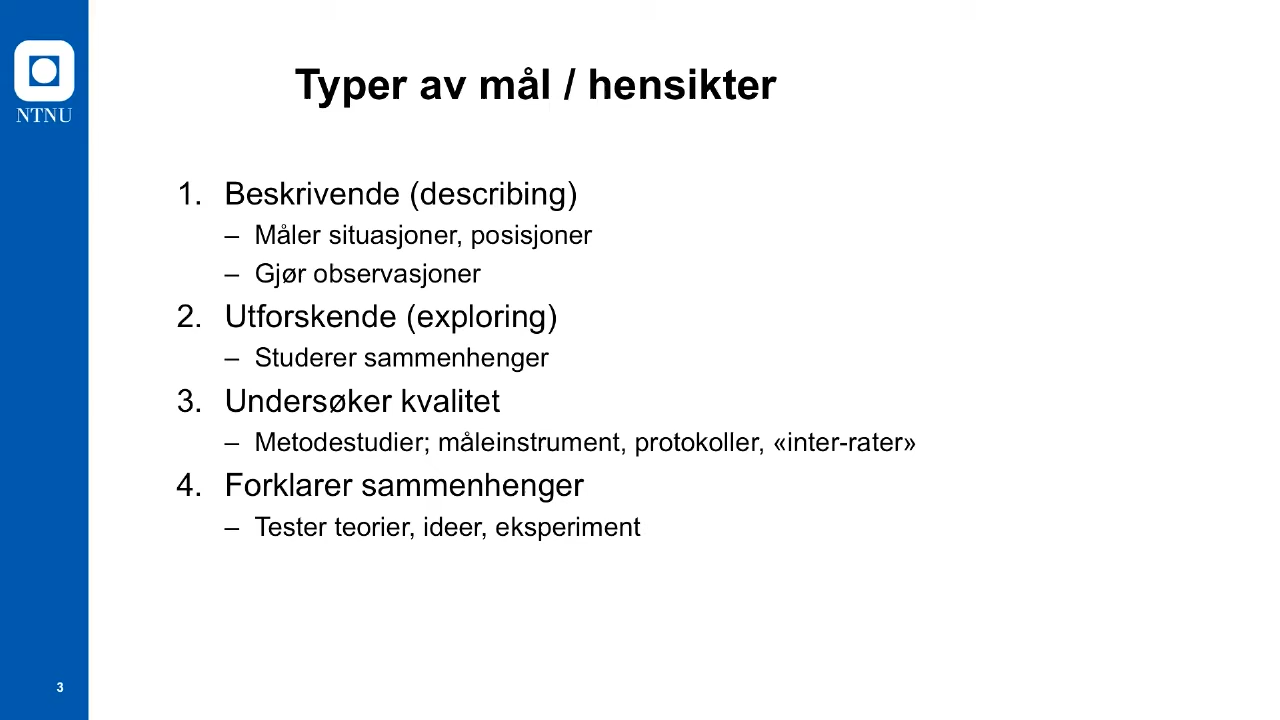 NTNU
Typer av mål / hensikter
1. Beskrivende (describing)
– Måler situasjoner, posisjoner
– Gjør observasjoner
2. Utforskende (exploring)
– Studerer sammenhenger
3. Undersøker kvalitet
– Metodestudier; måleinstrument, protokoller, «inter-rater»
4. Forklarer sammenhenger
– Tester teorier, ideer, eksperiment
3